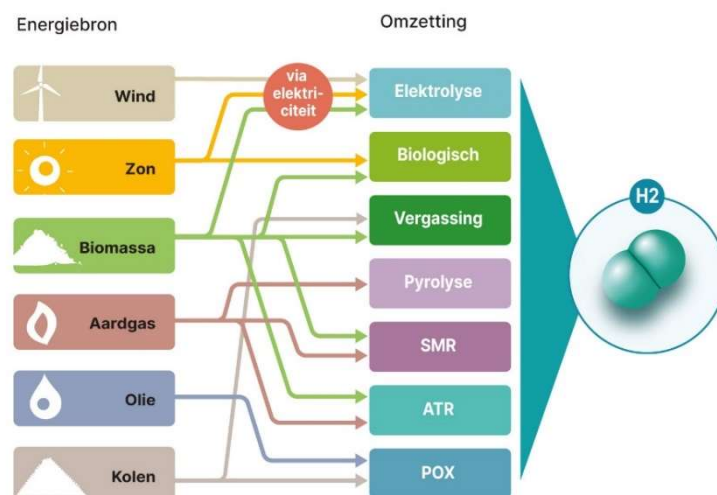 Energiebron
Omzetting
Wind
Zon
Biomassa
Aardgas
Olie
Kolen
via
elektri-
citeit
Elektrolyse
Biologisch
Vergassing
Pyrolyse
SMR
ATR
POX
H2